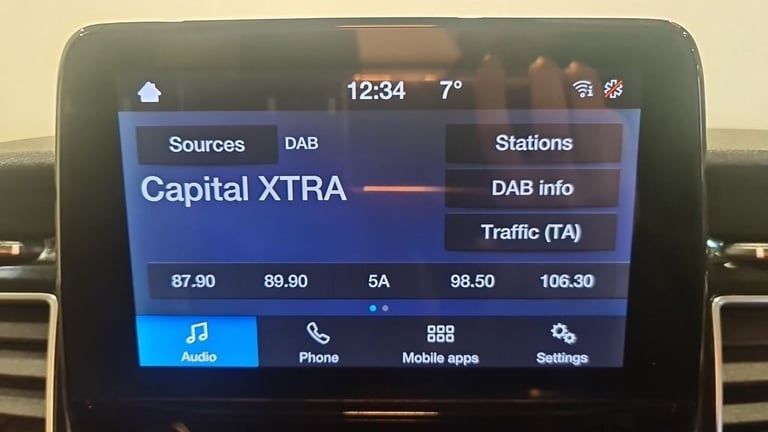 12:34 7°
Sources DAB Stations
Capital XTRA DAB info
Traffic (TA)
87.90 89.90 5A 98.50 106.30
Audio Phone Mobile apps Settings